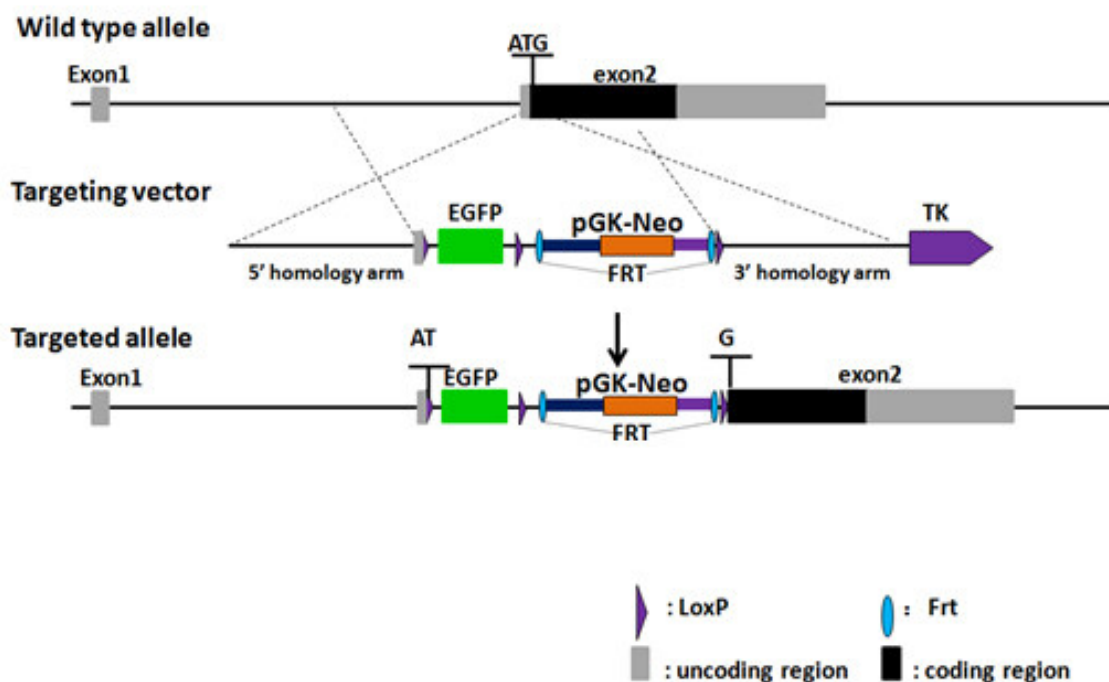 Wild type allele
ATG
Exon1
exon2
Targeting vector
EGFP
pGK-Neo
TK
5' homology arm
FRT
3' homology arm
Targeted allele
AT
G
Exon1
EGFP
pGK-Neo
exon2
FRT
: LoxP
: Frt
: uncoding region
: coding region